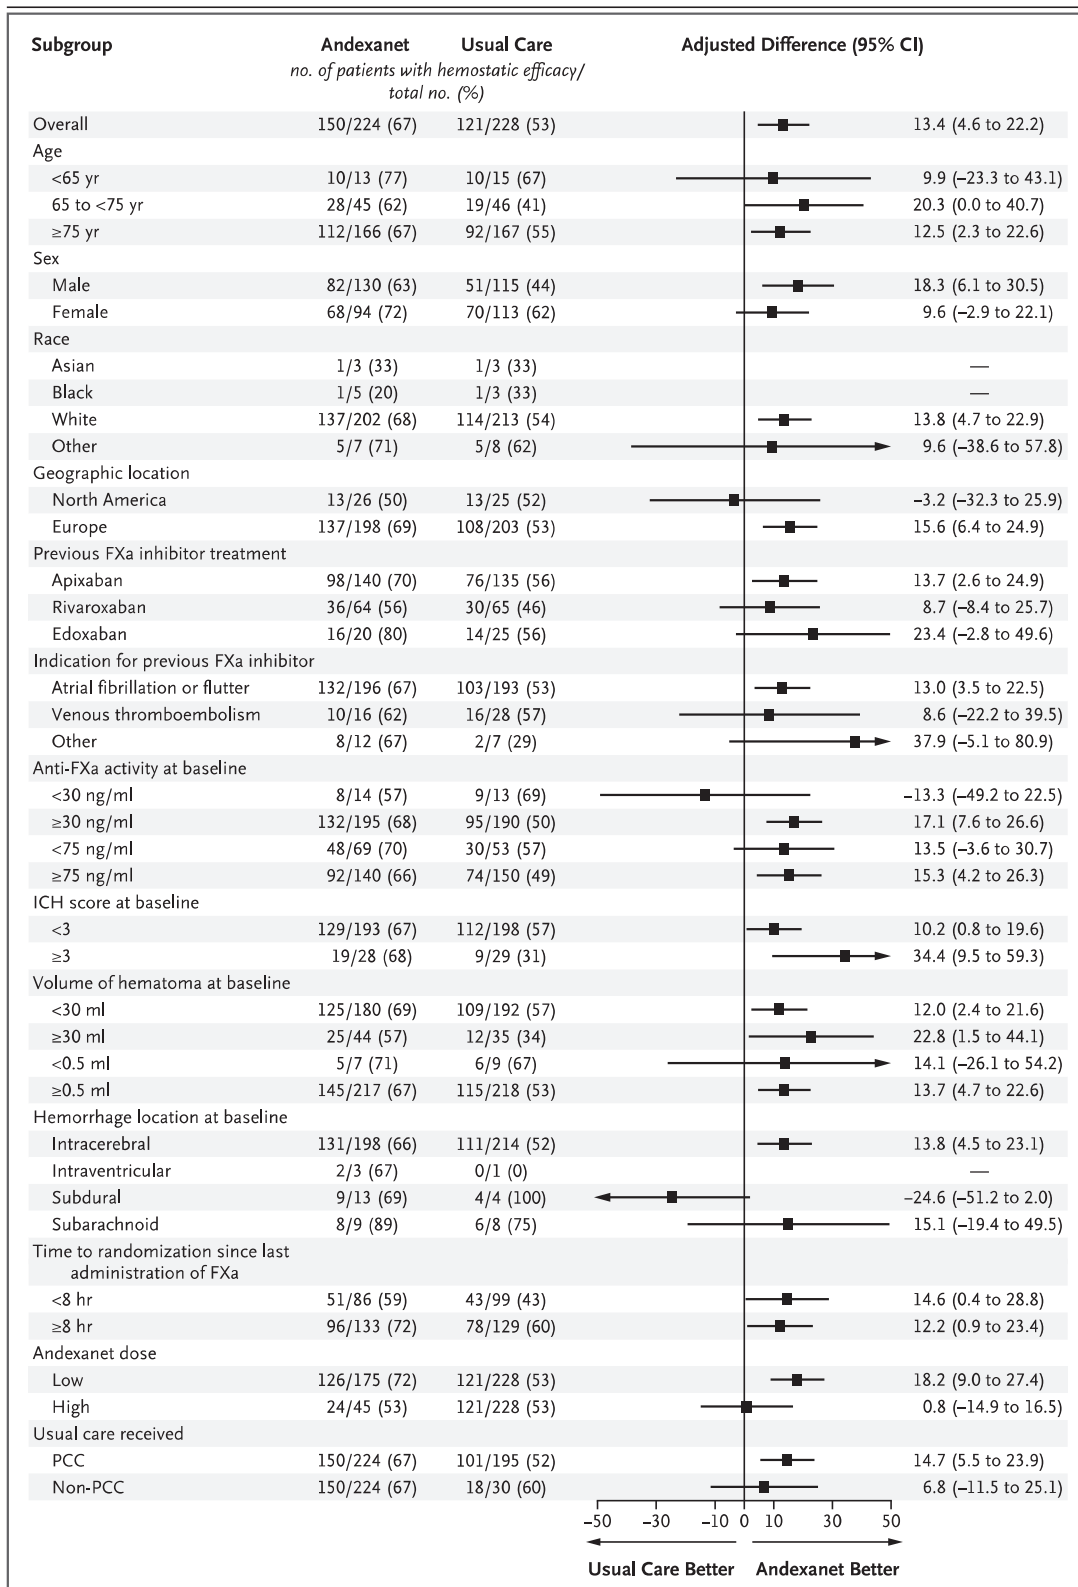 Subgroup Andexanet Usual Care Adjusted Difference (95% CI)
no. of patients with hemostatic efficacy/
total no. (%)
Overall 150/224 (67) 121/228 (53) 13.4 (4.6 to 22.2)
Age
<65 yr 10/13 (77) 10/15 (67) 9.9 (–23.3 to 43.1)
65 to <75 yr 28/45 (62) 19/46 (41) 20.3 (0.0 to 40.7)
≥75 yr 112/166 (67) 92/167 (55) 12.5 (2.3 to 22.6)
Sex
Male 82/130 (63) 51/115 (44) 18.3 (6.1 to 30.5)
Female 68/94 (72) 70/113 (62) 9.6 (–2.9 to 22.1)
Race
Asian 1/3 (33) 1/3 (33) —
Black 1/5 (20) 1/3 (33) —
White 137/202 (68) 114/213 (54) 13.8 (4.7 to 22.9)
Other 5/7 (71) 5/8 (62) 9.6 (–38.6 to 57.8)
Geographic location
North America 13/26 (50) 13/25 (52) –3.2 (–32.3 to 25.9)
Europe 137/198 (69) 108/203 (53) 15.6 (6.4 to 24.9)
Previous FXa inhibitor treatment
Apixaban 98/140 (70) 76/135 (56) 13.7 (2.6 to 24.9)
Rivaroxaban 36/64 (56) 30/65 (46) 8.7 (–8.4 to 25.7)
Edoxaban 16/20 (80) 14/25 (56) 23.4 (–2.8 to 49.6)
Indication for previous FXa inhibitor
Atrial fibrillation or flutter 132/196 (67) 103/193 (53) 13.0 (3.5 to 22.5)
Venous thromboembolism 10/16 (62) 16/28 (57) 8.6 (–22.2 to 39.5)
Other 8/12 (67) 2/7 (29) 37.9 (–5.1 to 80.9)
Anti-FXa activity at baseline
<30 ng/ml 8/14 (57) 9/13 (69) –13.3 (–49.2 to 22.5)
≥30 ng/ml 132/195 (68) 95/190 (50) 17.1 (7.6 to 26.6)
<75 ng/ml 48/69 (70) 30/53 (57) 13.5 (–3.6 to 30.7)
≥75 ng/ml 92/140 (66) 74/150 (49) 15.3 (4.2 to 26.3)
ICH score at baseline
<3 129/193 (67) 112/198 (57) 10.2 (0.8 to 19.6)
≥3 19/28 (68) 9/29 (31) 34.4 (9.5 to 59.3)
Volume of hematoma at baseline
<30 ml 125/180 (69) 109/192 (57) 12.0 (2.4 to 21.6)
≥30 ml 25/44 (57) 12/35 (34) 22.8 (1.5 to 44.1)
<0.5 ml 5/7 (71) 6/9 (67) 14.1 (–26.1 to 54.2)
≥0.5 ml 145/217 (67) 115/218 (53) 13.7 (4.7 to 22.6)
Hemorrhage location at baseline
Intracerebral 131/198 (66) 111/214 (52) 13.8 (4.5 to 23.1)
Intraventricular 2/3 (67) 0/1 (0) —
Subdural 9/13 (69) 4/4 (100) –24.6 (–51.2 to 2.0)
Subarachnoid 8/9 (89) 6/8 (75) 15.1 (–19.4 to 49.5)
Time to randomization since last
administration of FXa
<8 hr 51/86 (59) 43/99 (43) 14.6 (0.4 to 28.8)
≥8 hr 96/133 (72) 78/129 (60) 12.2 (0.9 to 23.4)
Andexanet dose
Low 126/175 (72) 121/228 (53) 18.2 (9.0 to 27.4)
High 24/45 (53) 121/228 (53) 0.8 (–14.9 to 16.5)
Usual care received
PCC 150/224 (67) 101/195 (52) 14.7 (5.5 to 23.9)
Non-PCC 150/224 (67) 18/30 (60) 6.8 (–11.5 to 25.1)
–50 –30 –10 0 10 30 50
Usual Care Better Andexanet Better